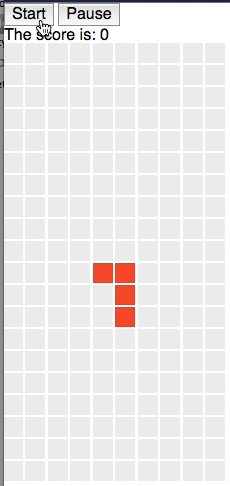 Start Pause
The score is: 0